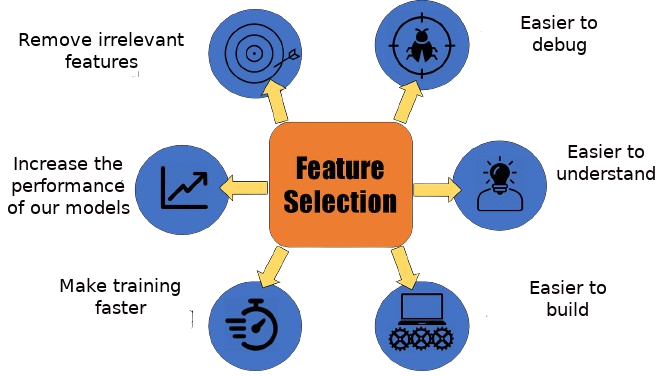 Remove irrelevant
features
Easier to
debug
Increase the
performance
of our models
Feature
Selection
Easier to
understand
Make training
faster
Easier to
build